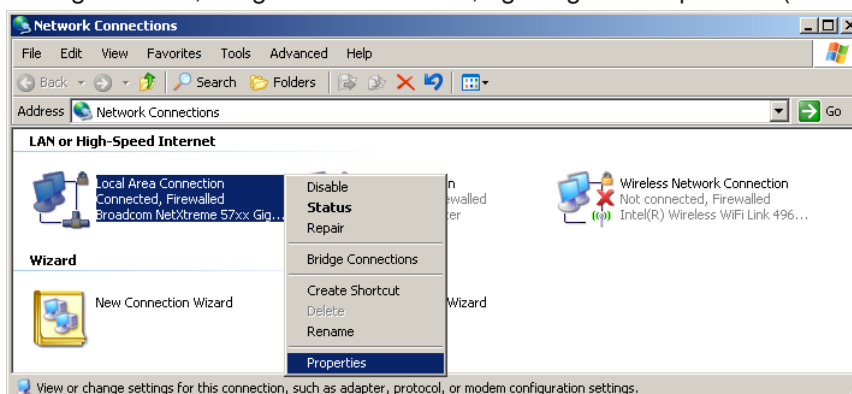 Network Connections
File Edit View Favorites Tools Advanced Help
Back Search Folders
Address Network Connections Go
LAN or High-Speed Internet
Local Area Connection
Connected, Firewalled
Broadcom NetXtreme 57xx Gig...
Disable
Status
Repair
Bridge Connections
Create Shortcut
Delete
Rename
Properties
Wireless Network Connection
Not connected, Firewalled
Intel(R) Wireless WiFi Link 496...
Wizard
New Connection Wizard
Wizard
View or change settings for this connection, such as adapter, protocol, or modem configuration settings.